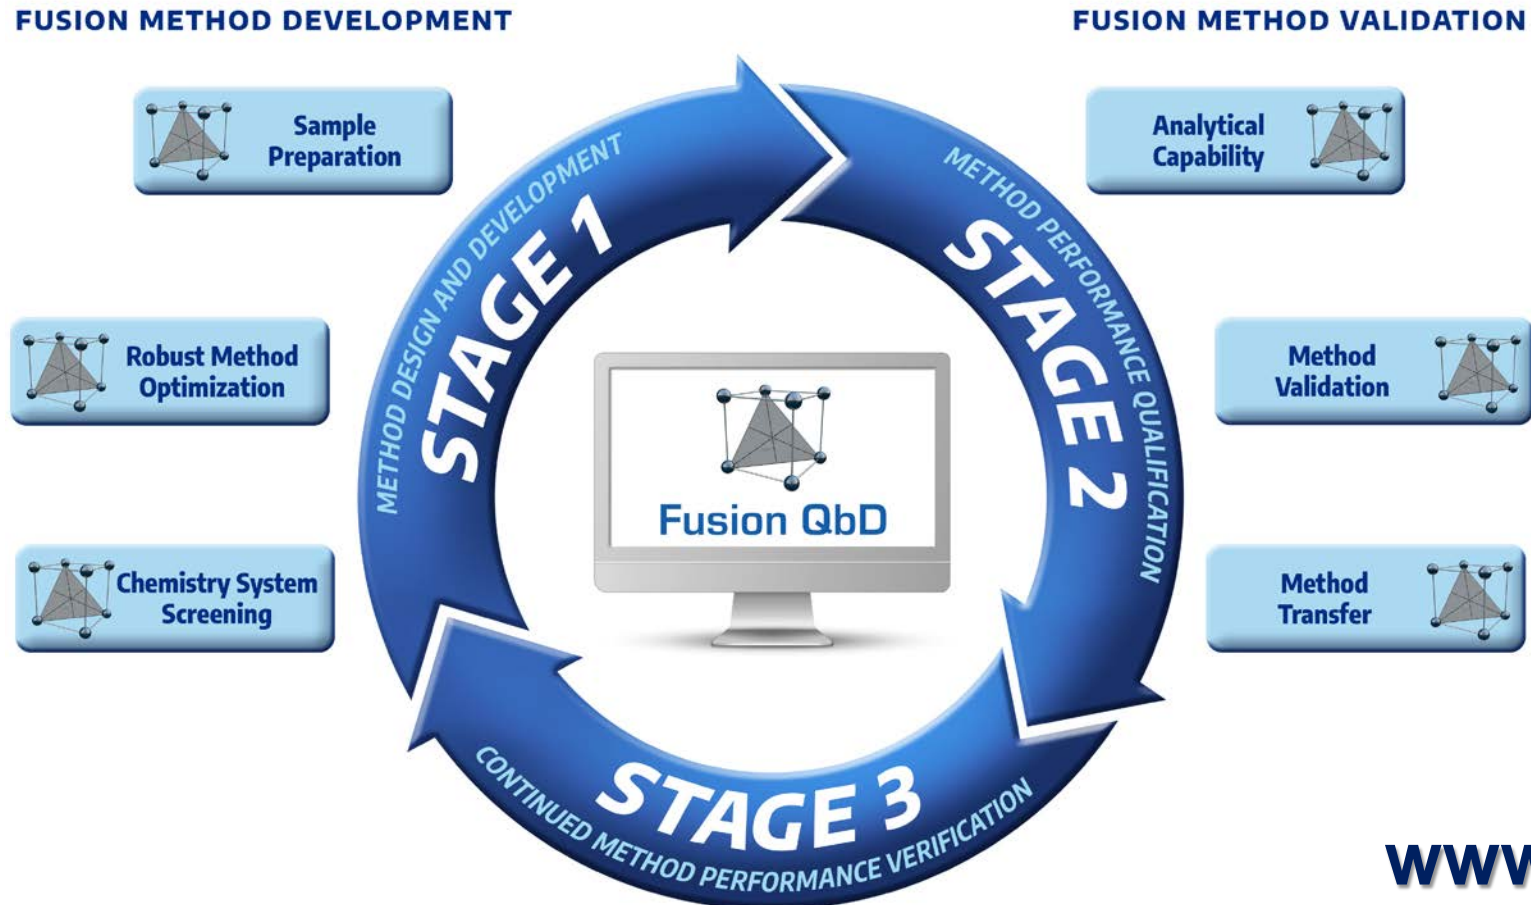 FUSION METHOD DEVELOPMENT
FUSION METHOD VALIDATION
Sample
Preparation
Robust Method
Optimization
Chemistry System
Screening
METHOD DESIGN AND DEVELOPMENT
STAGE 1
METHOD PERFORMANCE QUALIFICATION
STAGE 2
Fusion QbD
STAGE 3
CONTINUED METHOD PERFORMANCE VERIFICATION
Analytical
Capability
Method
Validation
Method
Transfer
www